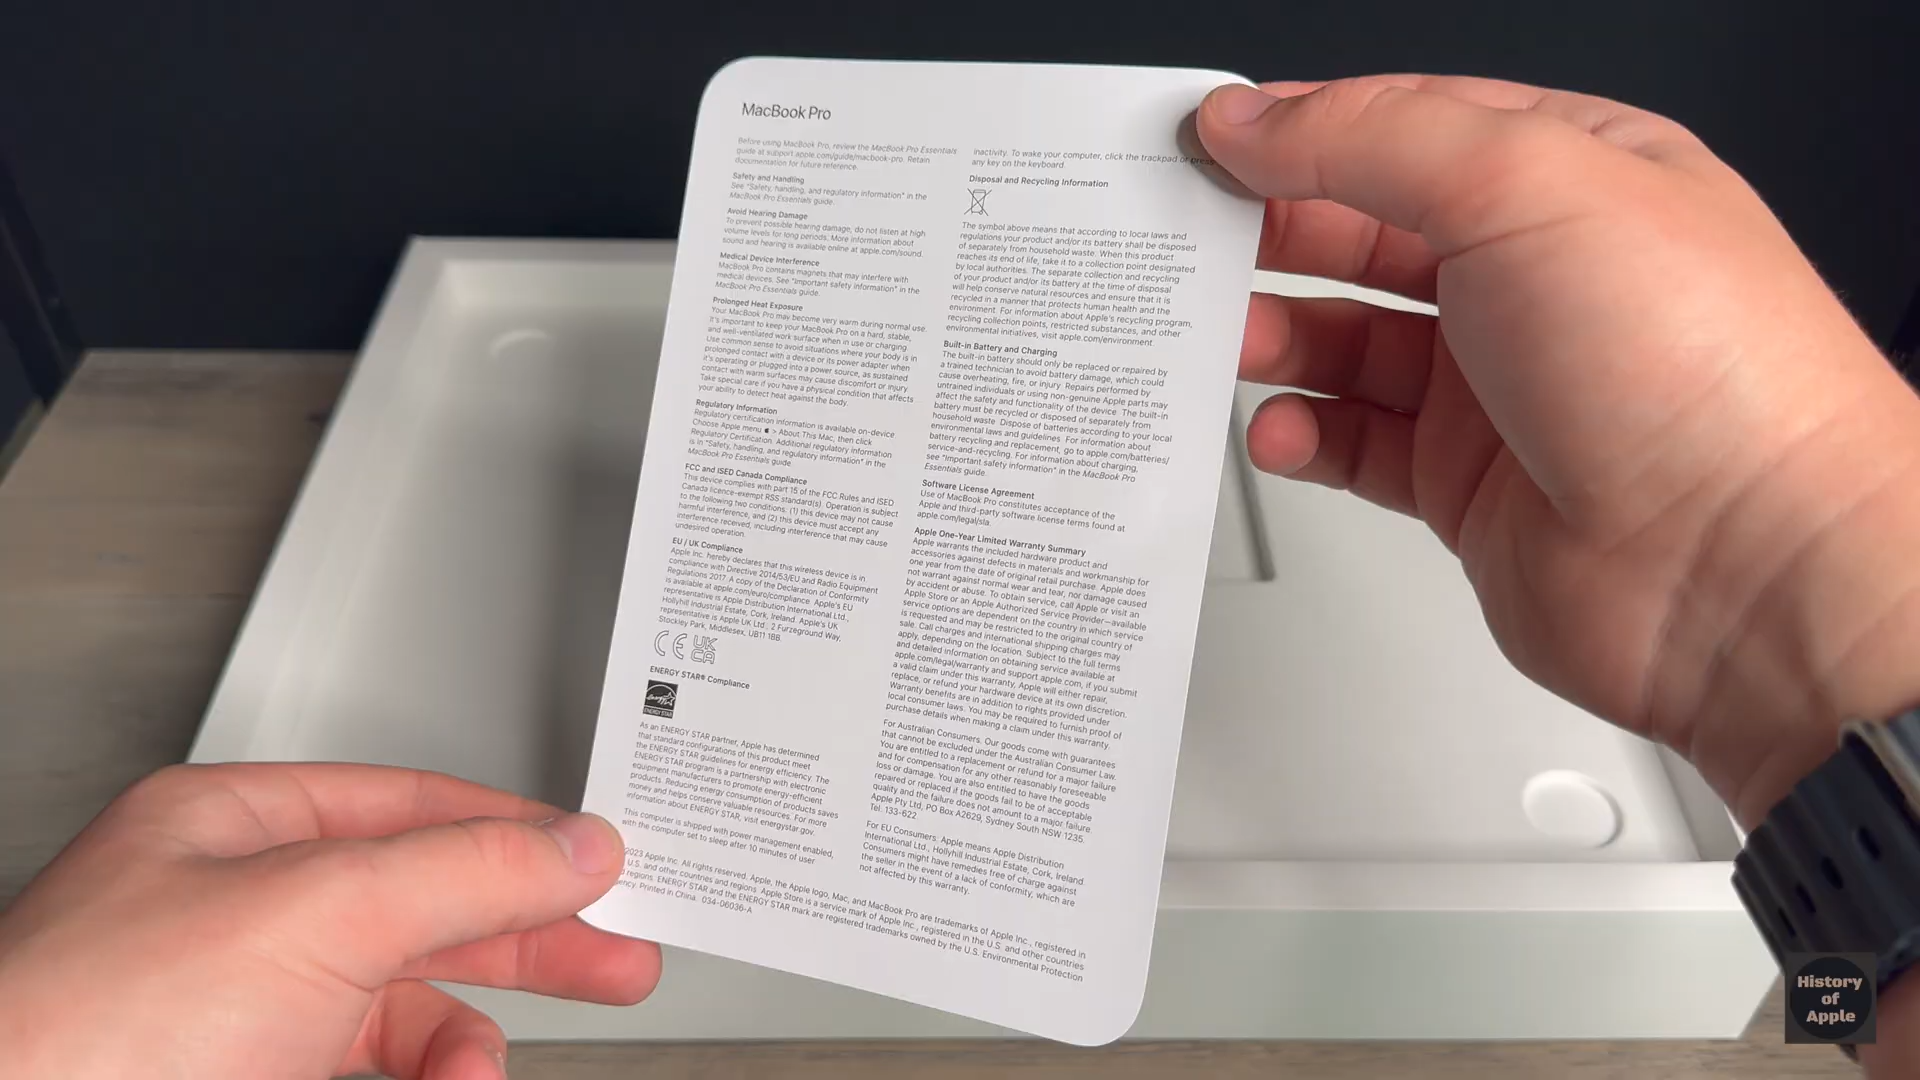 MacBook Pro
Before using MacBook Pro, review the MacBook Pro Essentials
guide at support.apple.com/guide/macbook-pro. Retain
documentation for future reference.
Safety and Handling
See "Safety, handling, and regulatory information" in the
MacBook Pro Essentials guide.
Avoid Hearing Damage
To prevent possible hearing damage, do not listen at high
volume levels for long periods. More information about
sound and hearing is available online at apple.com/sound.
Medical Device Interference
MacBook Pro contains magnets that may interfere with
medical devices. See "Important safety information" in the
MacBook Pro Essentials guide.
Prolonged Heat Exposure
Your MacBook Pro may become very warm during normal use.
It's important to keep your MacBook Pro on a hard, stable,
and well-ventilated work surface when in use or charging.
Use common sense to avoid situations where your body is in
prolonged contact with a device or its power adapter when
it's operating or plugged into a power source, as sustained
contact with warm surfaces may cause discomfort or injury.
Take special care if you have a physical condition that affects
your ability to detect heat against the body.
Regulatory Information
Regulatory certification information is available on-device.
Choose Apple menu > About This Mac, then click
Regulatory Certification. Additional regulatory information
is in "Safety, handling, and regulatory information" in the
MacBook Pro Essentials guide.
FCC and ISED Canada Compliance
This device complies with part 15 of the FCC Rules and ISED
Canada licence-exempt RSS standard(s). Operation is subject
to the following two conditions: (1) this device may not cause
harmful interference, and (2) this device must accept any
interference received, including interference that may cause
undesired operation.
EU / UK Compliance
Apple Inc. hereby declares that this wireless device is in
compliance with Directive 2014/53/EU and Radio Equipment
Regulations 2017. A copy of the Declaration of Conformity
is available at apple.com/euro/compliance. Apple's EU
representative is Apple Distribution International Ltd.,
Hollyhill Industrial Estate, Cork, Ireland. Apple's UK
representative is Apple UK Ltd., 2 Furzeground Way,
Stockley Park, Middlesex, UB11 1BB.
CE UK
CA
ENERGY STAR® Compliance
energy
ENERGY STAR
As an ENERGY STAR partner, Apple has determined
that standard configurations of this product meet
the ENERGY STAR guidelines for energy efficiency. The
ENERGY STAR program is a partnership with electronic
equipment manufacturers to promote energy-efficient
products. Reducing energy consumption of products saves
money and helps conserve valuable resources. For more
information about ENERGY STAR, visit energystar.gov.
This computer is shipped with power management enabled,
with the computer set to sleep after 10 minutes of user
inactivity. To wake your computer, click the trackpad or press
any key on the keyboard.
Disposal and Recycling Information
The symbol above means that according to local laws and
regulations your product and/or its battery shall be disposed
of separately from household waste. When this product
reaches its end of life, take it to a collection point designated
by local authorities. The separate collection and recycling
of your product and/or its battery at the time of disposal
will help conserve natural resources and ensure that it is
recycled in a manner that protects human health and the
environment. For information about Apple's recycling program,
recycling collection points, restricted substances, and other
environmental initiatives, visit apple.com/environment.
Built-in Battery and Charging
The built-in battery should only be replaced or repaired by
a trained technician to avoid battery damage, which could
cause overheating, fire, or injury. Repairs performed by
untrained individuals or using non-genuine Apple parts may
affect the safety and functionality of the device. The built-in
battery must be recycled or disposed of separately from
household waste. Dispose of batteries according to your local
environmental laws and guidelines. For information about
battery recycling and replacement, go to apple.com/batteries/
service-and-recycling. For information about charging,
see "Important safety information" in the MacBook Pro
Essentials guide.
Software License Agreement
Use of MacBook Pro constitutes acceptance of the
Apple and third-party software license terms found at
apple.com/legal/sla.
Apple One-Year Limited Warranty Summary
Apple warrants the included hardware product and
accessories against defects in materials and workmanship for
one year from the date of original retail purchase. Apple does
not warrant against normal wear and tear, nor damage caused
by accident or abuse. To obtain service, call Apple or visit an
Apple Store or an Apple Authorized Service Provider—available
service options are dependent on the country in which service
is requested and may be restricted to the original country of
sale. Call charges and international shipping charges may
apply, depending on the location. Subject to the full terms
and detailed information on obtaining service available at
apple.com/legal/warranty and support.apple.com, if you submit
a valid claim under this warranty, Apple will either repair,
replace, or refund your hardware device at its own discretion.
Warranty benefits are in addition to rights provided under
local consumer laws. You may be required to furnish proof of
purchase details when making a claim under this warranty.
For Australian Consumers: Our goods come with guarantees
that cannot be excluded under the Australian Consumer Law.
You are entitled to a replacement or refund for a major failure
and for compensation for any other reasonably foreseeable
loss or damage. You are also entitled to have the goods
repaired or replaced if the goods fail to be of acceptable
quality and the failure does not amount to a major failure.
Apple Pty Ltd, PO Box A2629, Sydney South NSW 1235.
Tel: 133-622
For EU Consumers: Apple means Apple Distribution
International Ltd., Hollyhill Industrial Estate, Cork, Ireland
Consumers might have remedies free of charge against
the seller in the event of a lack of conformity, which are
not affected by this warranty.
2023 Apple Inc. All rights reserved. Apple, the Apple logo, Mac, and MacBook Pro are trademarks of Apple Inc., registered in
U.S. and other countries and regions. Apple Store is a service mark of Apple Inc., registered in the U.S. and other countries
regions. ENERGY STAR and the ENERGY STAR mark are registered trademarks owned by the U.S. Environmental Protection
ency. Printed in China. 034-06036-A
History
of
Apple